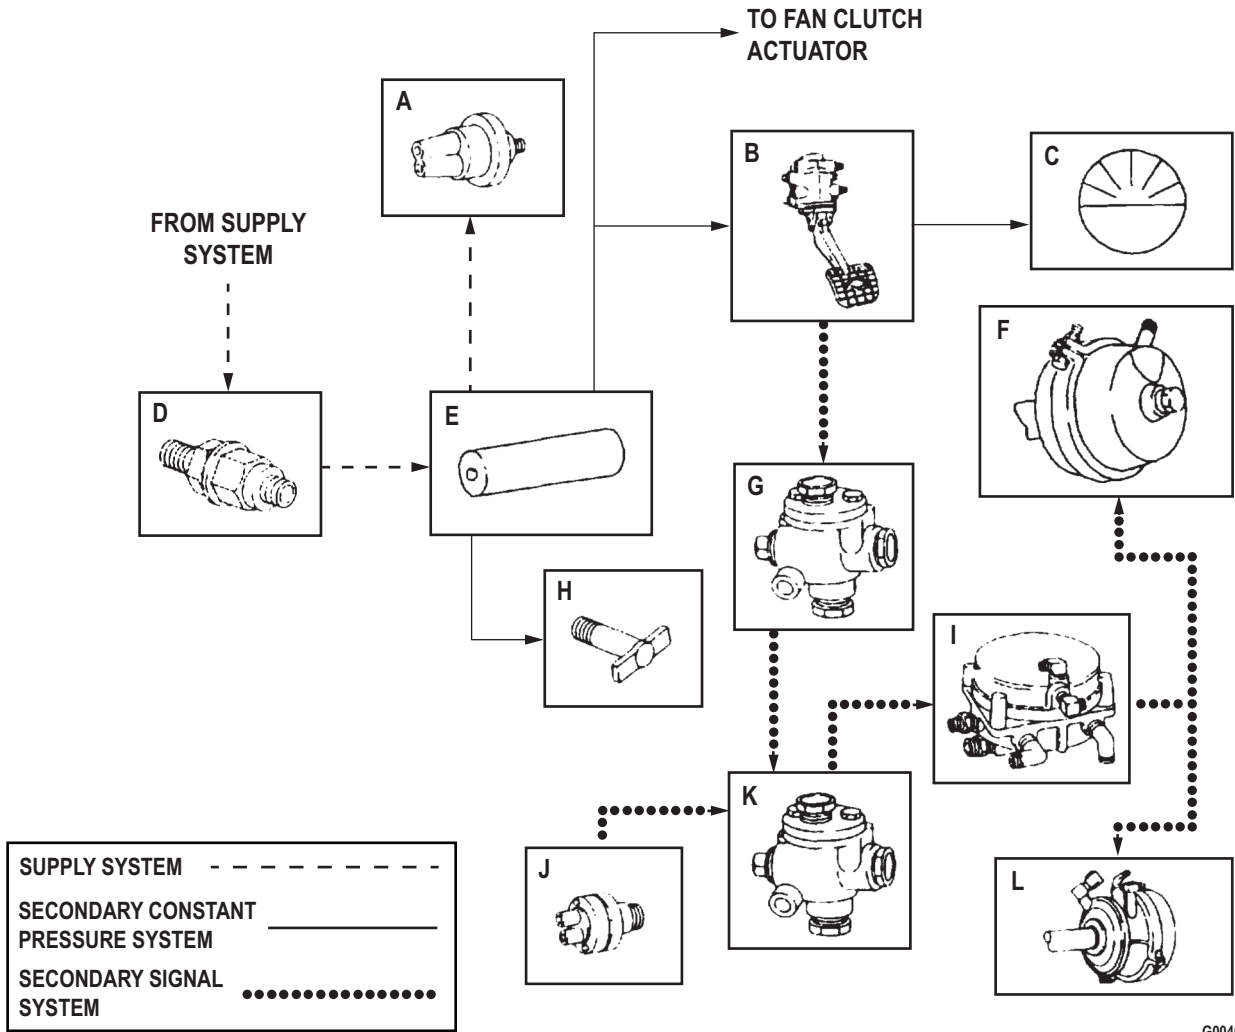 TO FAN CLUTCH
ACTUATOR
A
B
C
FROM SUPPLY
SYSTEM
D
E
F
G
H
I
J
K
L
SUPPLY SYSTEM
SECONDARY CONSTANT
PRESSURE SYSTEM
SECONDARY SIGNAL
SYSTEM